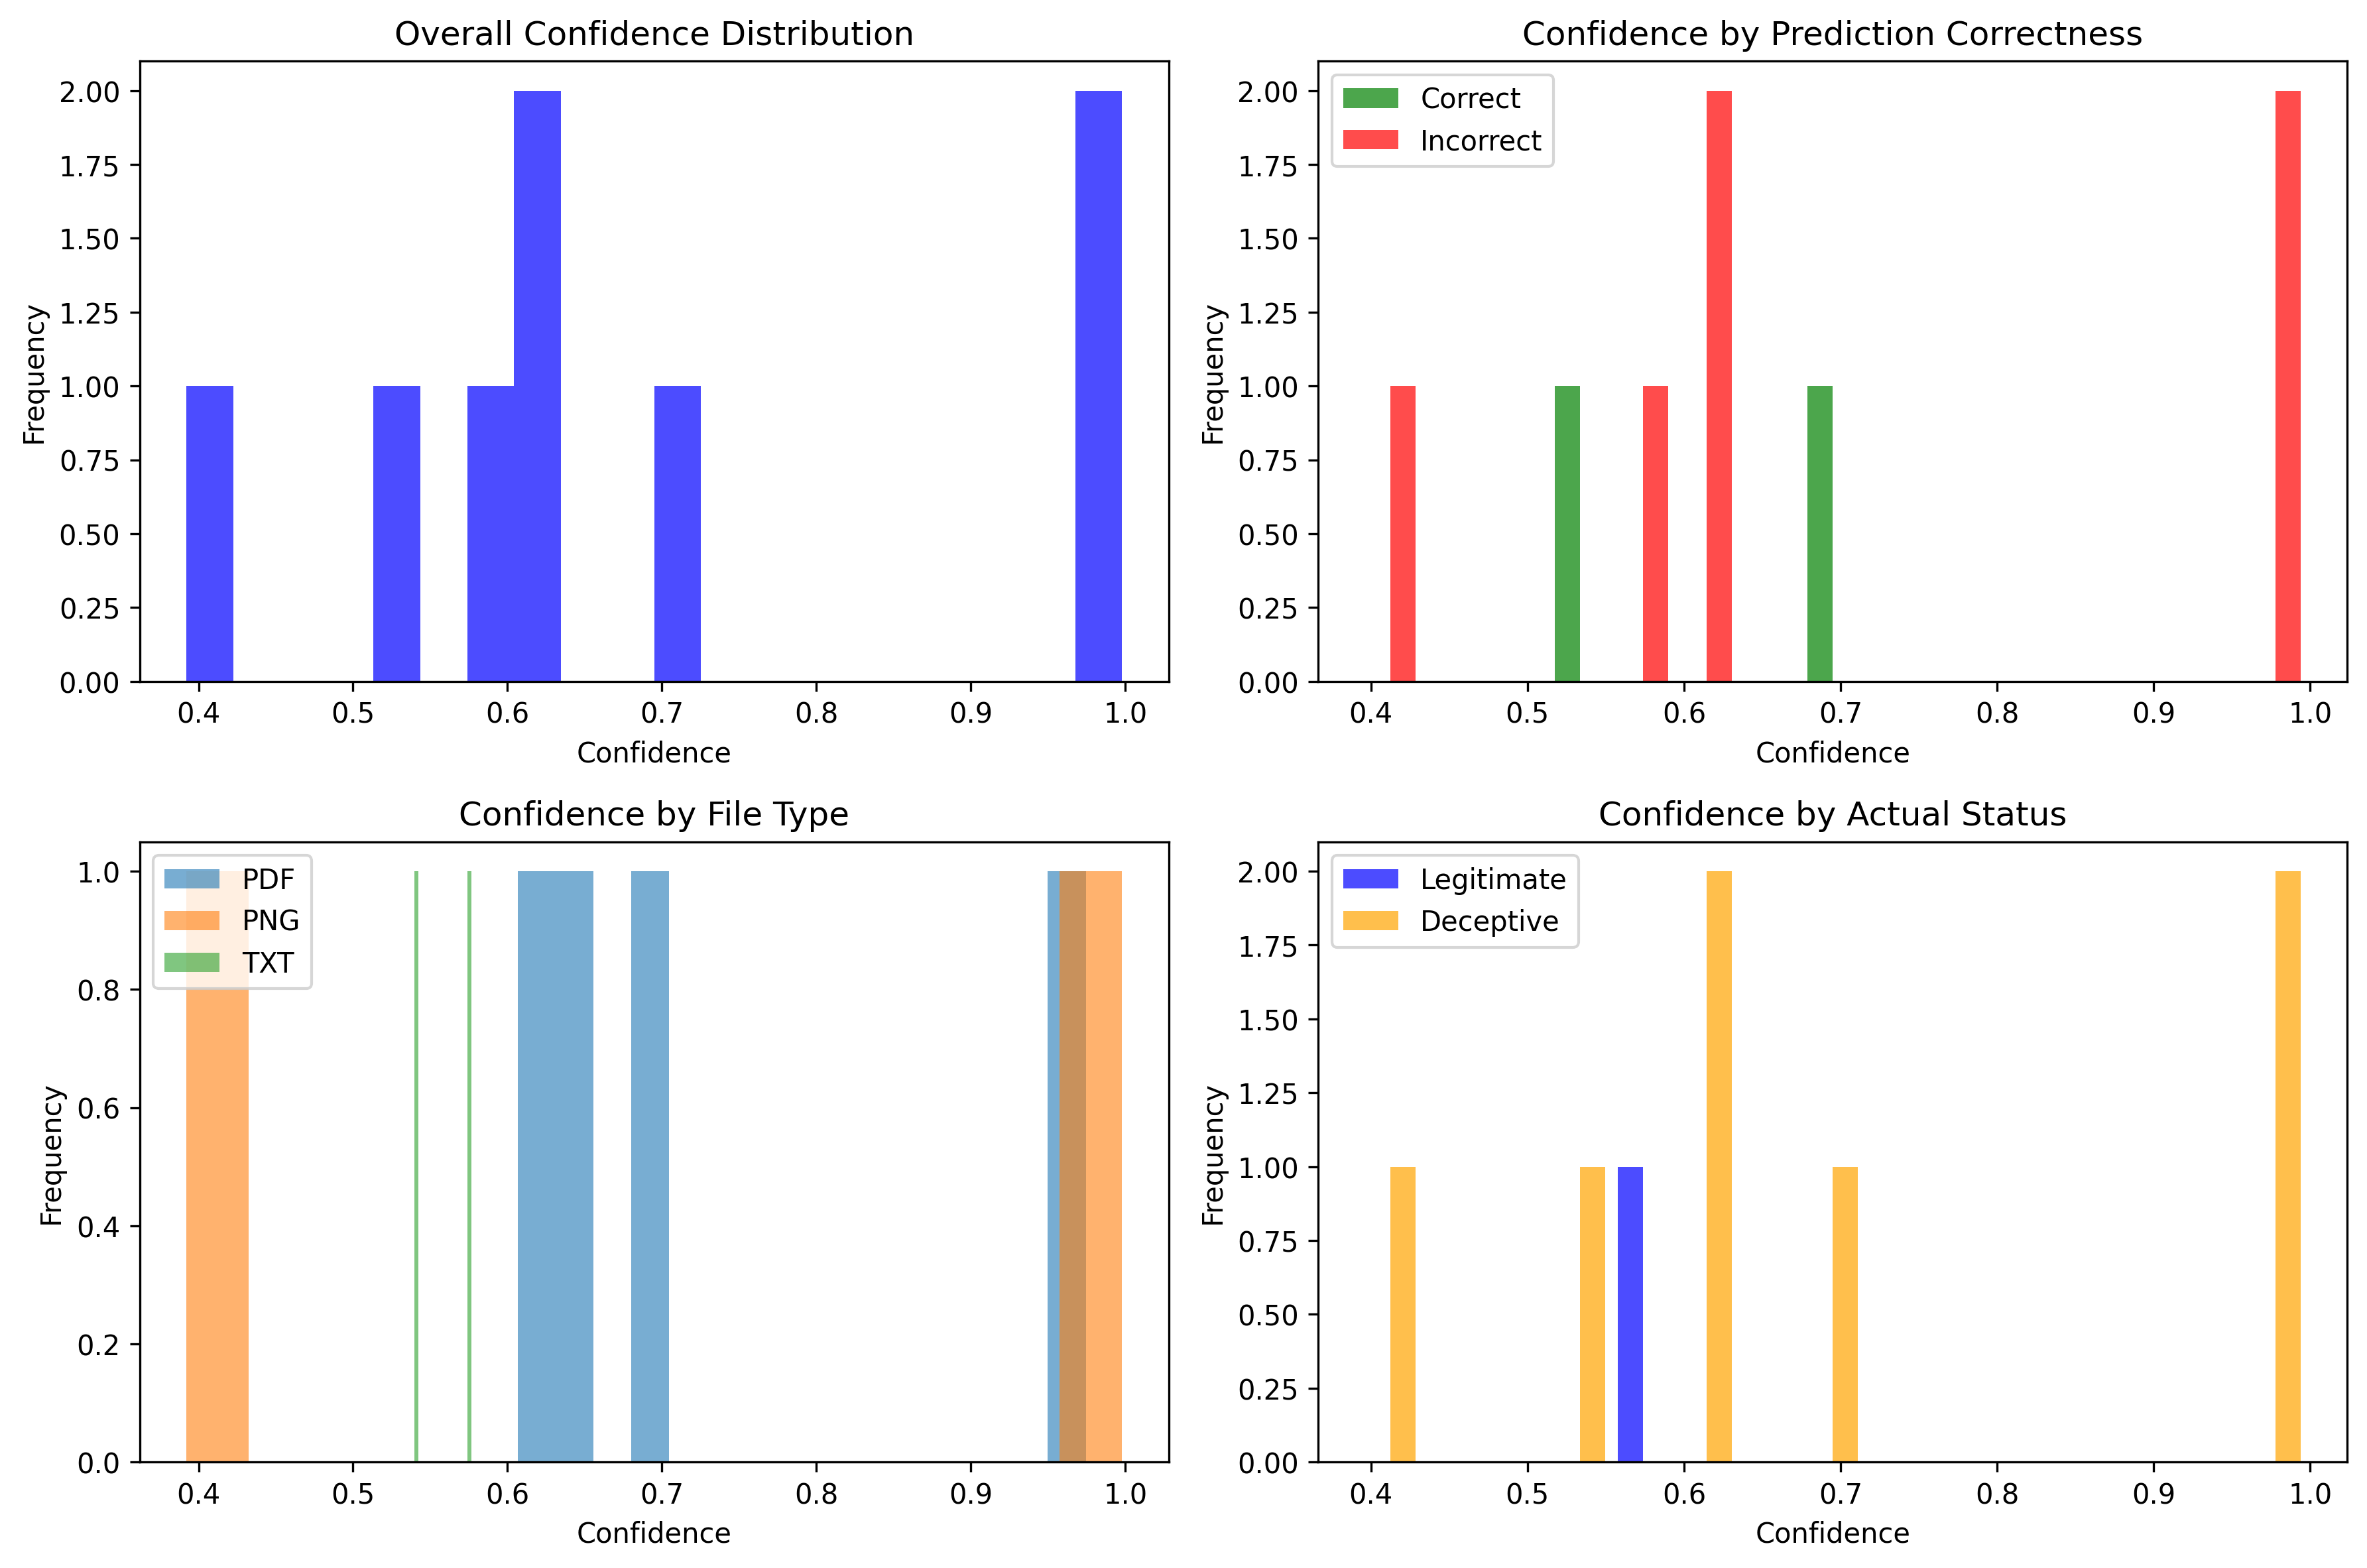 Overall Confidence Distribution
Frequency
2.00
1.75
1.50
1.25
1.00
0.75
0.50
0.25
0.00
0.4 0.5 0.6 0.7 0.8 0.9 1.0
Confidence
Confidence by Prediction Correctness
Correct
Incorrect
Frequency
2.00
1.75
1.50
1.25
1.00
0.75
0.50
0.25
0.00
0.4 0.5 0.6 0.7 0.8 0.9 1.0
Confidence
Confidence by File Type
PDF
PNG
TXT
Frequency
1.0
0.8
0.6
0.4
0.2
0.0
0.4 0.5 0.6 0.7 0.8 0.9 1.0
Confidence
Confidence by Actual Status
Legitimate
Deceptive
Frequency
2.00
1.75
1.50
1.25
1.00
0.75
0.50
0.25
0.00
0.4 0.5 0.6 0.7 0.8 0.9 1.0
Confidence